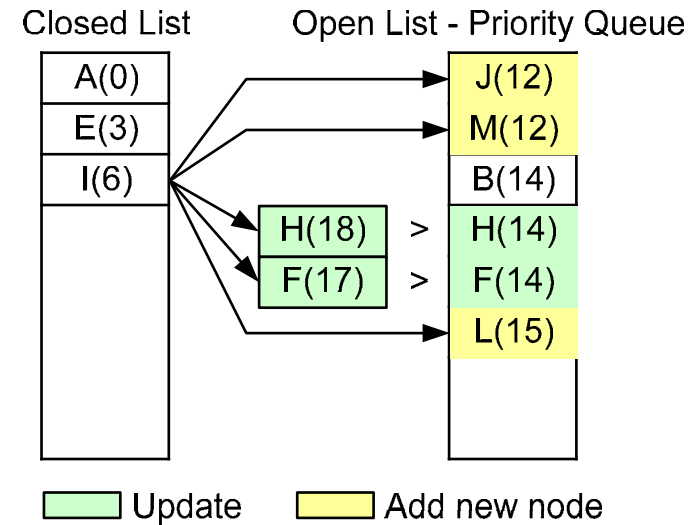 Closed List Open List - Priority Queue
A(0) J(12)
E(3) M(12)
I(6) B(14)
H(18) > H(14)
F(17) > F(14)
L(15)
Update Add new node